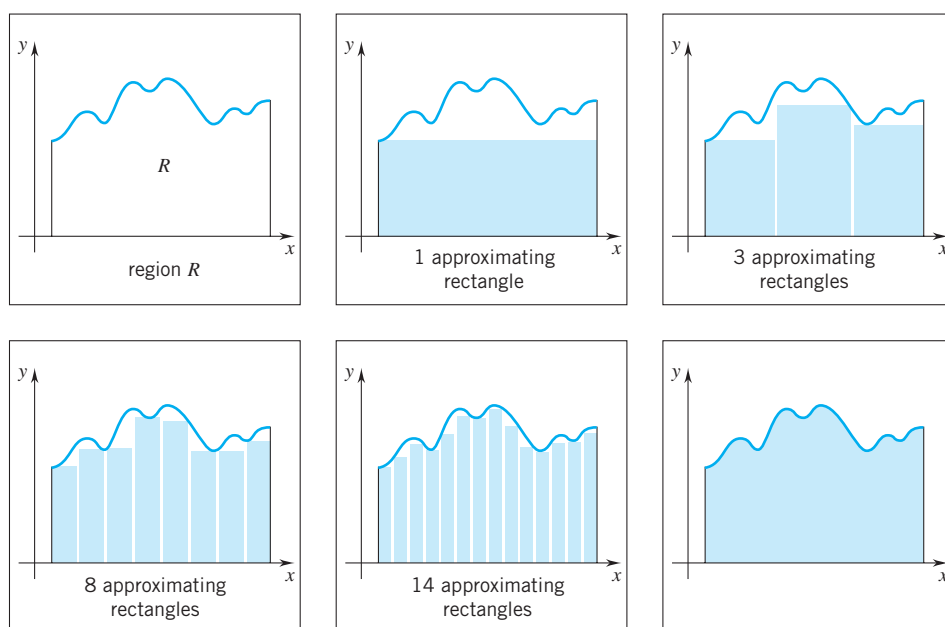 y
R
x
region R
y
x
1 approximating
rectangle
y
x
3 approximating
rectangles
y
x
8 approximating
rectangles
y
x
14 approximating
rectangles
y
x